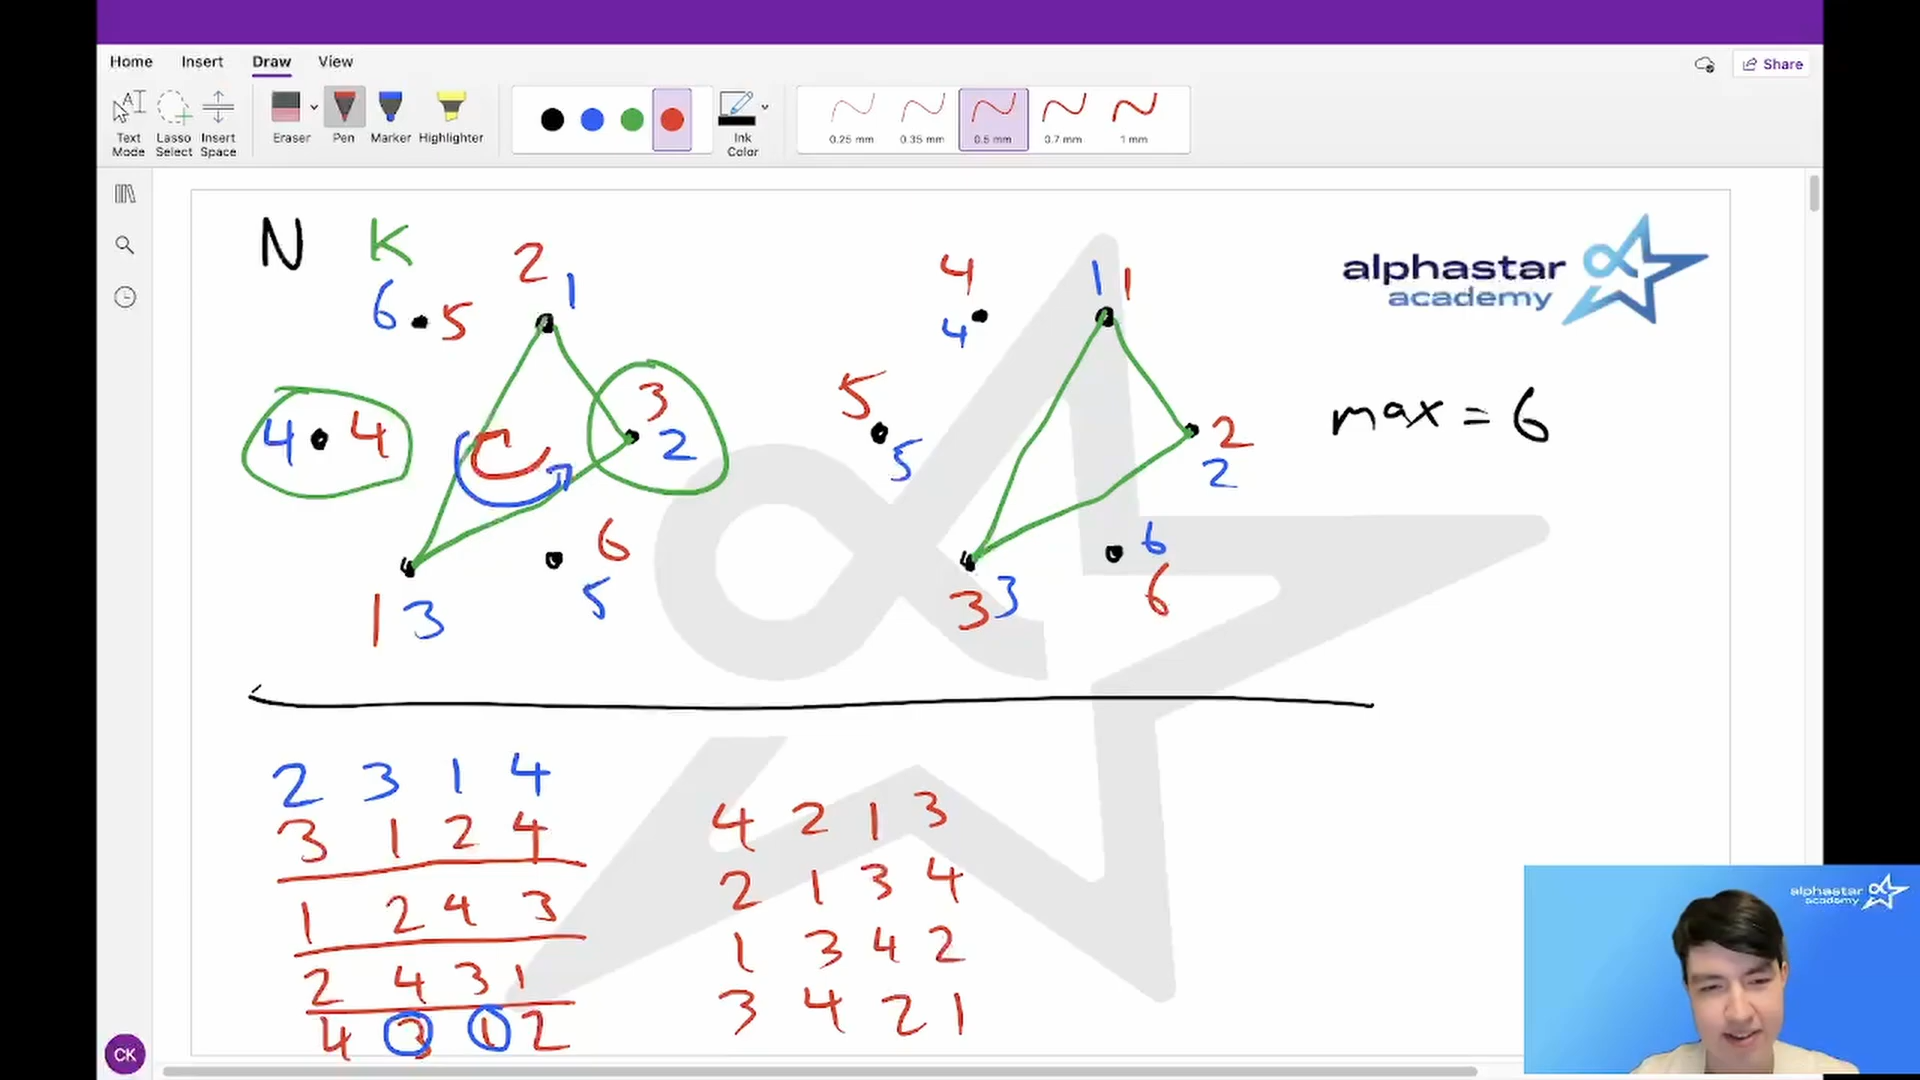 Home Insert Draw View
Share
Text Mode
Lasso Select
Insert Space
Eraser
Pen
Marker
Highlighter
Ink Color
0.25 mm
0.35 mm
0.5 mm
0.7 mm
1 mm
N K
2 1
6 5
4 4
3 2
6 5
1 3
4 4
1 1
5 5
2 2
6 6
3 3
alphastar
academy
max = 6
2 3 1 4
3 1 2 4
1 2 4 3
2 4 3 1
4 3 1 2
4 2 1 3
2 1 3 4
1 3 4 2
3 4 2 1
alphastar
academy
CK